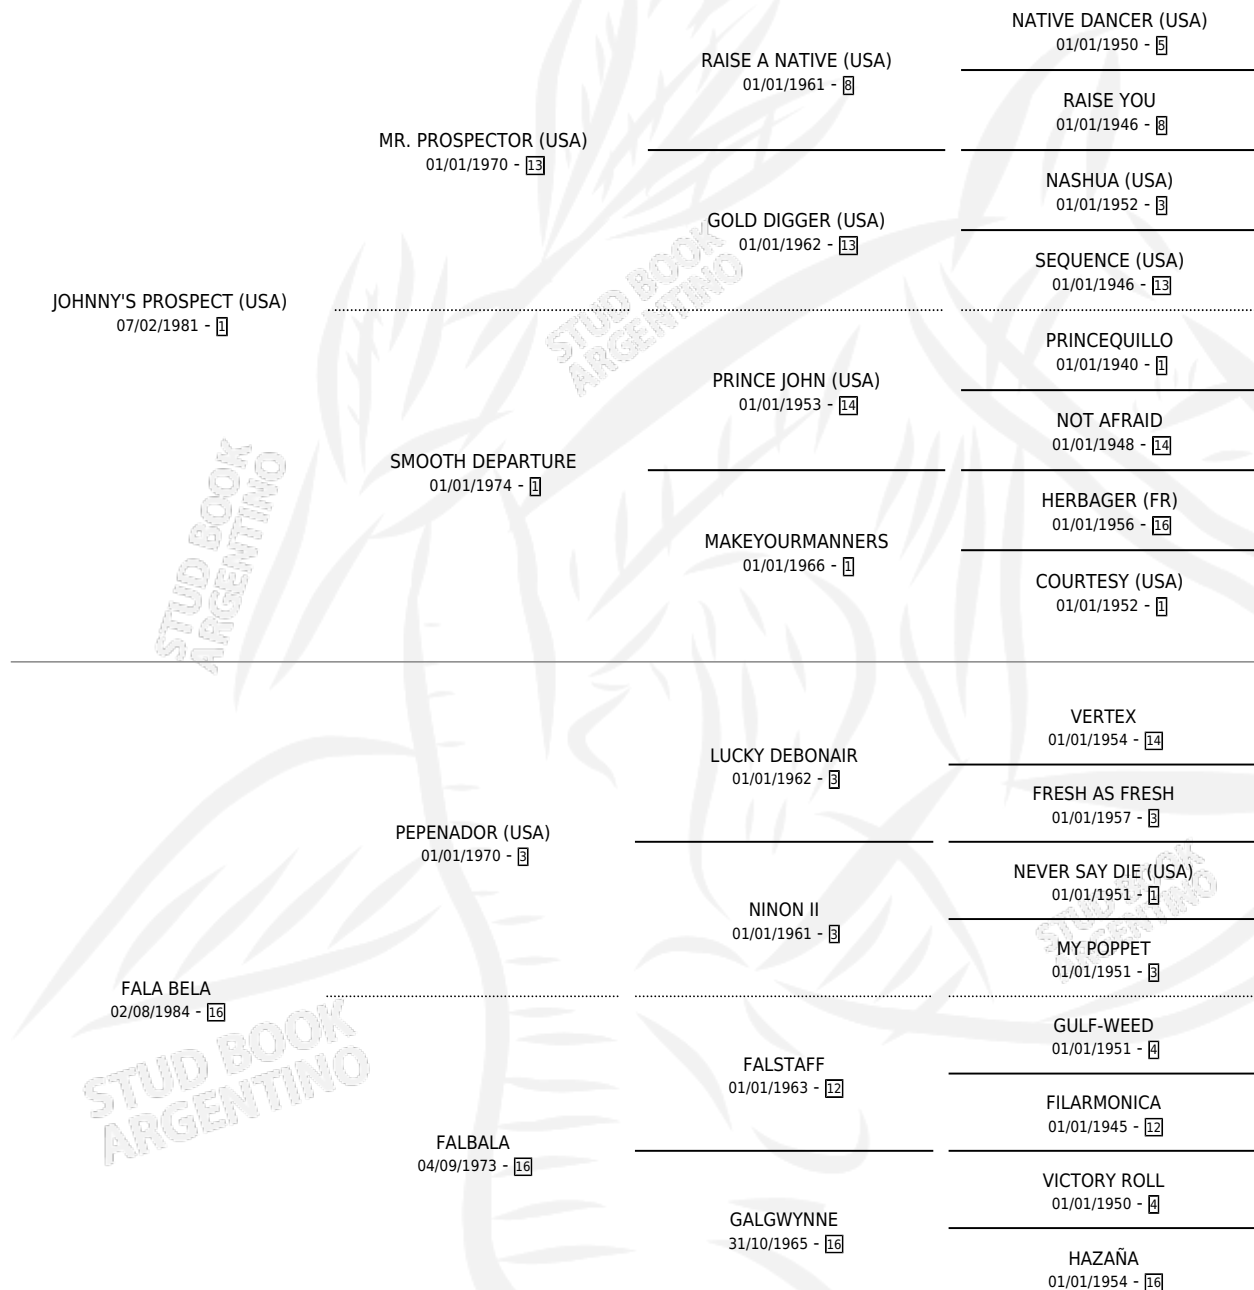 NATIVE DANCER (USA)
01/01/1950 - 5
RAISE A NATIVE (USA)
01/01/1961 - 8
RAISE YOU
01/01/1946 - 8
MR. PROSPECTOR (USA)
01/01/1970 - 13
NASHUA (USA)
01/01/1952 - 3
GOLD DIGGER (USA)
01/01/1962 - 13
SEQUENCE (USA)
01/01/1946 - 13
JOHNNY'S PROSPECT (USA)
07/02/1981 - 1
STUD BOOK
ARGENTINO
PRINCEQUILLO
01/01/1940 - 1
PRINCE JOHN (USA)
01/01/1953 - 14
NOT AFRAID
01/01/1948 - 14
SMOOTH DEPARTURE
01/01/1974 - 1
HERBAGER (FR)
01/01/1956 - 16
MAKEYOURMANNERS
01/01/1966 - 1
COURTESY (USA)
01/01/1952 - 1
STUD BOOK
ARGENTINO
VERTEX
01/01/1954 - 14
LUCKY DEBONAIR
01/01/1962 - 3
FRESH AS FRESH
01/01/1957 - 3
PEPENADOR (USA)
01/01/1970 - 3
NEVER SAY DIE (USA)
01/01/1951 - 1
NINON II
01/01/1961 - 3
MY POPPET
01/01/1951 - 3
STUD BOOK
ARGENTINO
FALA BELA
02/08/1984 - 16
GULF-WEED
01/01/1951 - 4
FALSTAFF
01/01/1963 - 12
FILARMONICA
01/01/1945 - 12
STUD BOOK
ARGENTINO
FALBALA
04/09/1973 - 16
VICTORY ROLL
01/01/1950 - 4
GALGWYNNE
31/10/1965 - 16
HAZAÑA
01/01/1954 - 16